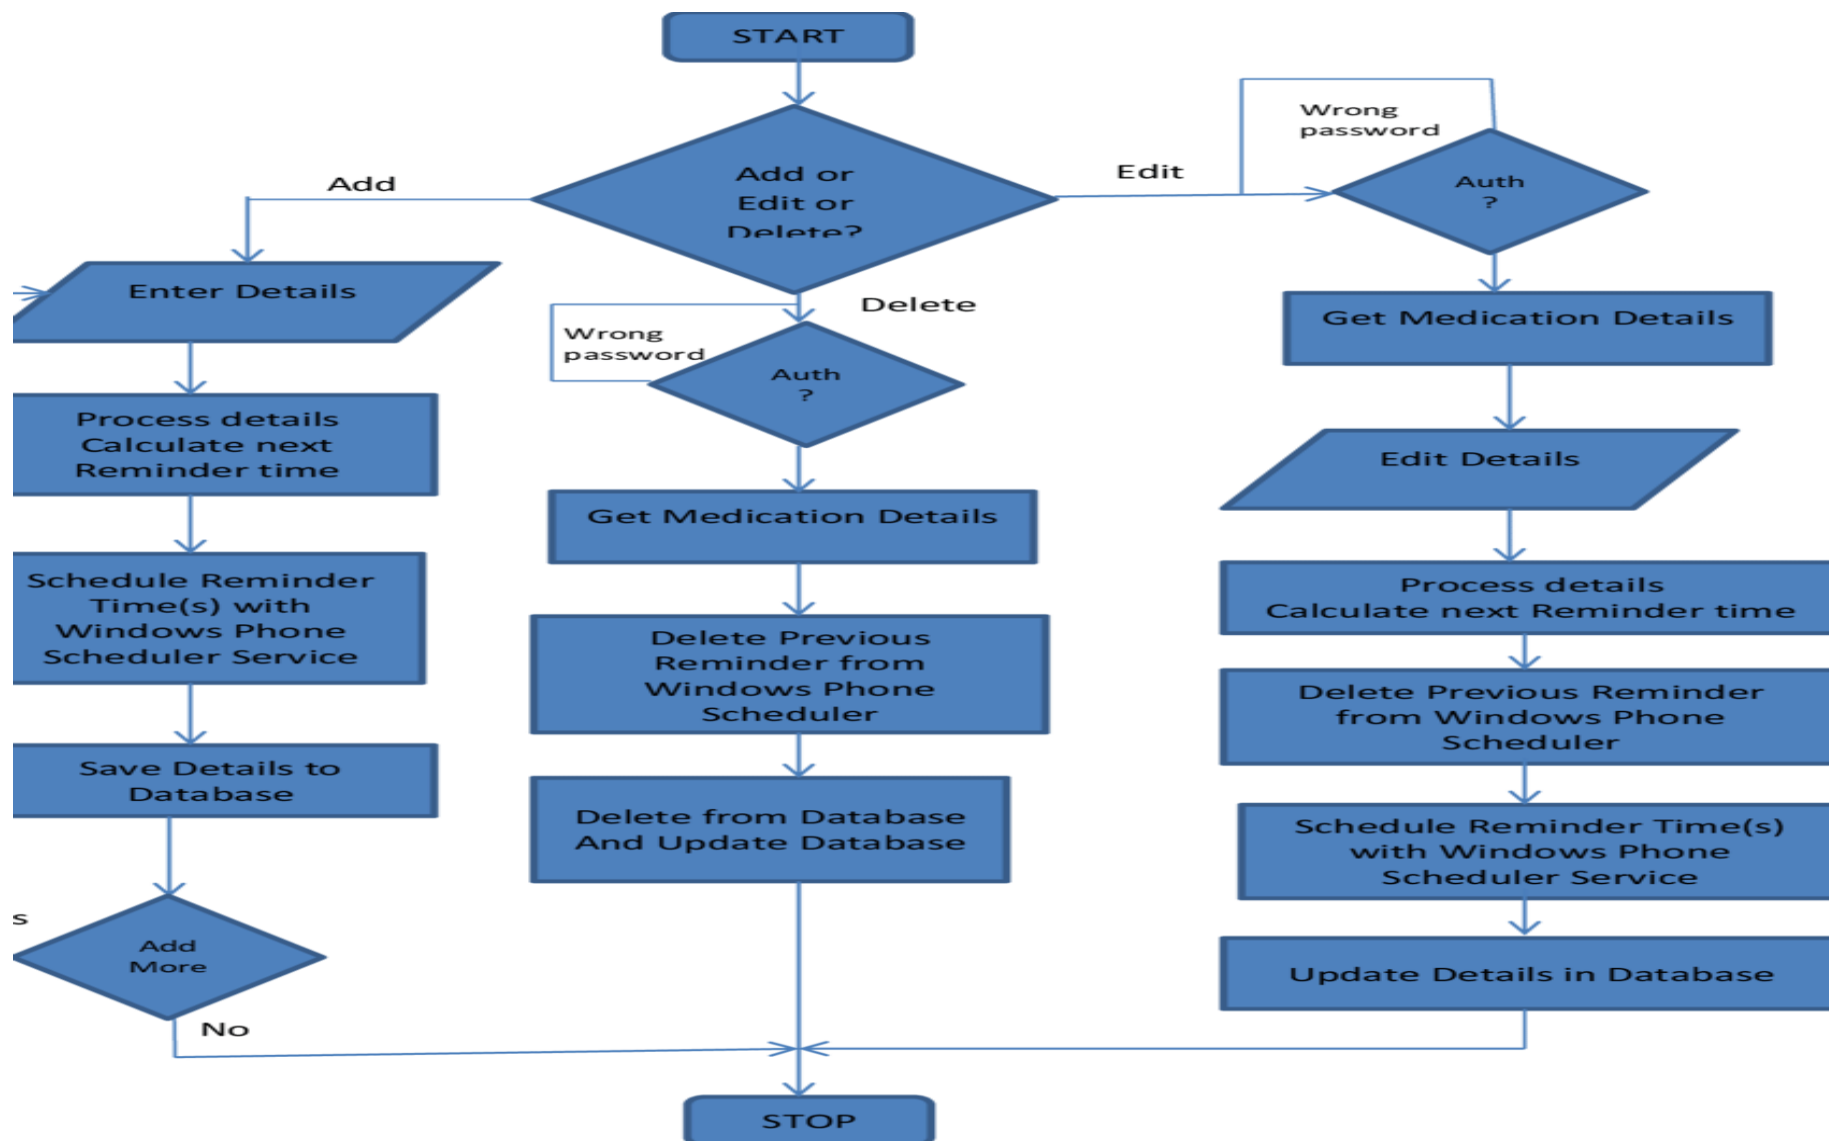 START
Add or
Edit or
Delete?
Add
Edit
Delete
Wrong
password
Auth
?
Enter Details
Process details
Calculate next
Reminder time
Schedule Reminder
Time(s) with
Windows Phone
Scheduler Service
Save Details to
Database
Add
More
No
Wrong
password
Auth
?
Get Medication Details
Delete Previous
Reminder from
Windows Phone
Scheduler
Delete from Database
And Update Database
Get Medication Details
Edit Details
Process details
Calculate next Reminder time
Delete Previous Reminder
from Windows Phone
Scheduler
Schedule Reminder Time(s)
with Windows Phone
Scheduler Service
Update Details in Database
STOP